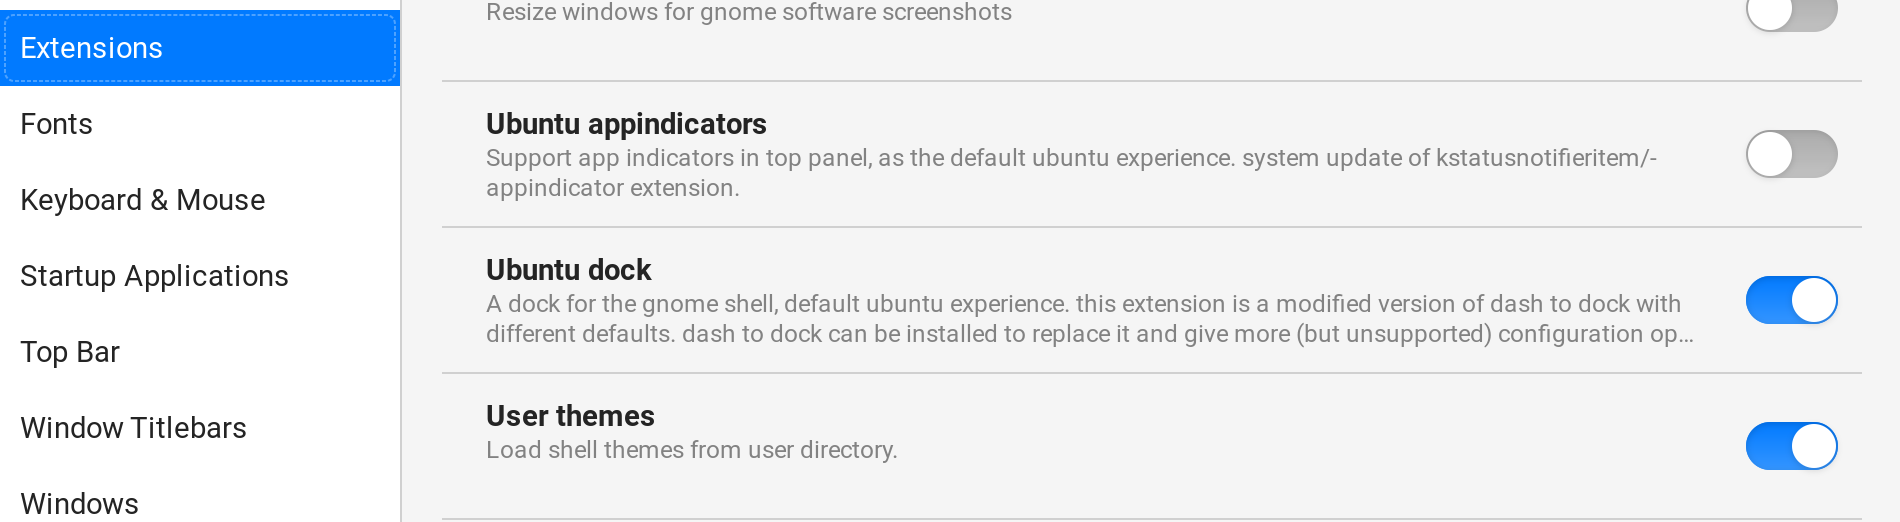 Extensions
Fonts
Keyboard & Mouse
Startup Applications
Top Bar
Window Titlebars
Windows
Resize windows for gnome software screenshots
Ubuntu appindicators
Support app indicators in top panel, as the default ubuntu experience. system update of kstatusnotifieritem/-
appindicator extension.
Ubuntu dock
A dock for the gnome shell, default ubuntu experience. this extension is a modified version of dash to dock with
different defaults. dash to dock can be installed to replace it and give more (but unsupported) configuration op…
User themes
Load shell themes from user directory.